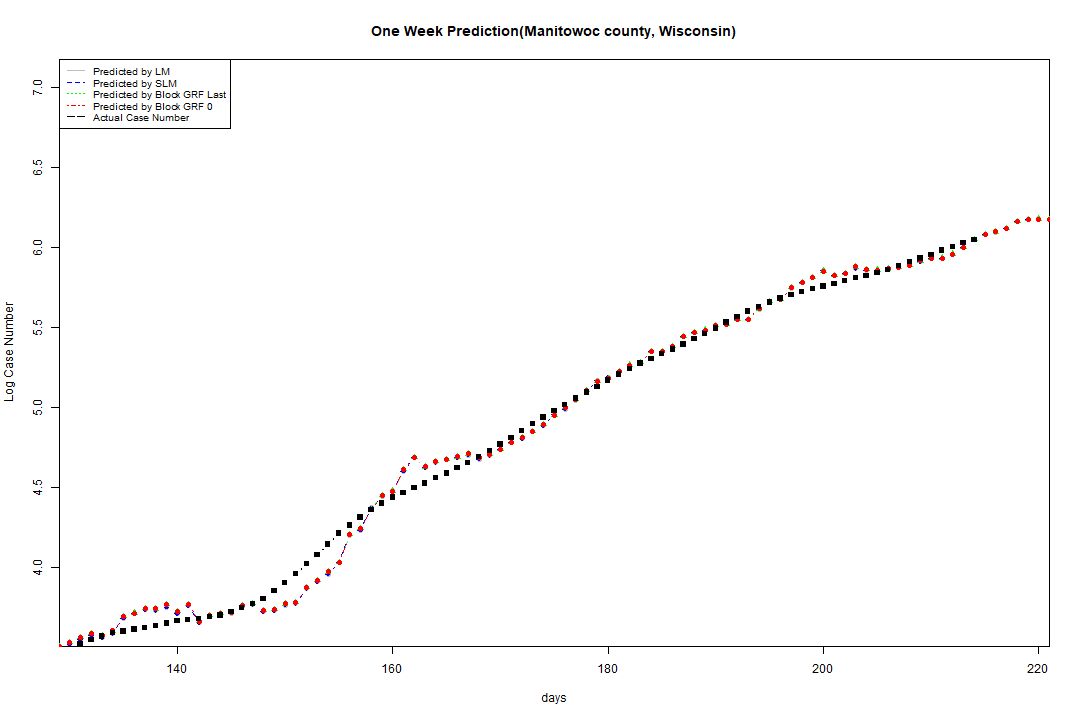 One Week Prediction(Manitowoc county, Wisconsin)
Predicted by LM
Predicted by SLM
Predicted by Block GRF Last
Predicted by Block GRF 0
Actual Case Number
7.0
6.5
6.0
5.5
5.0
4.5
4.0
Log Case Number
140
160
180
200
220
days